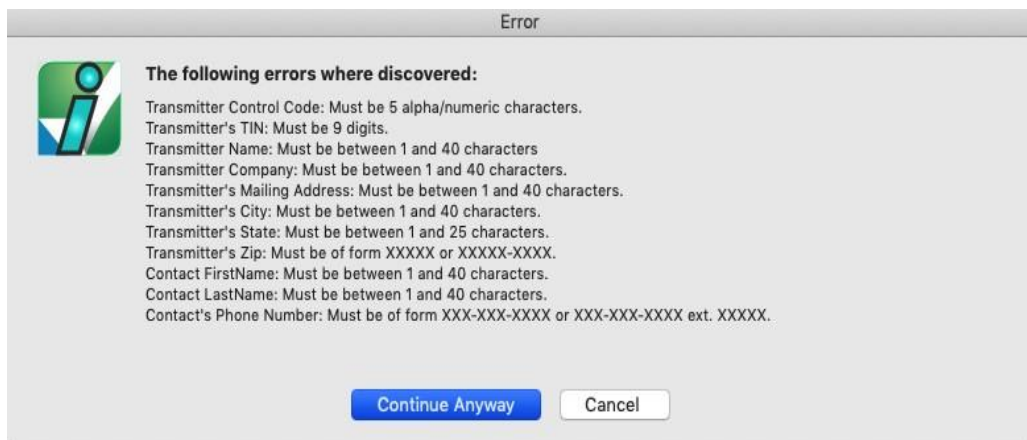 Error
The following errors where discovered:
Transmitter Control Code: Must be 5 alpha/numeric characters.
Transmitter's TIN: Must be 9 digits.
Transmitter Name: Must be between 1 and 40 characters
Transmitter Company: Must be between 1 and 40 characters.
Transmitter's Mailing Address: Must be between 1 and 40 characters.
Transmitter's City: Must be between 1 and 40 characters.
Transmitter's State: Must be between 1 and 25 characters.
Transmitter's Zip: Must be of form XXXXX or XXXXX-XXXX.
Contact FirstName: Must be between 1 and 40 characters.
Contact LastName: Must be between 1 and 40 characters.
Contact's Phone Number: Must be of form XXX-XXX-XXXX or XXX-XXX-XXXX ext. XXXXX.
Continue Anyway Cancel